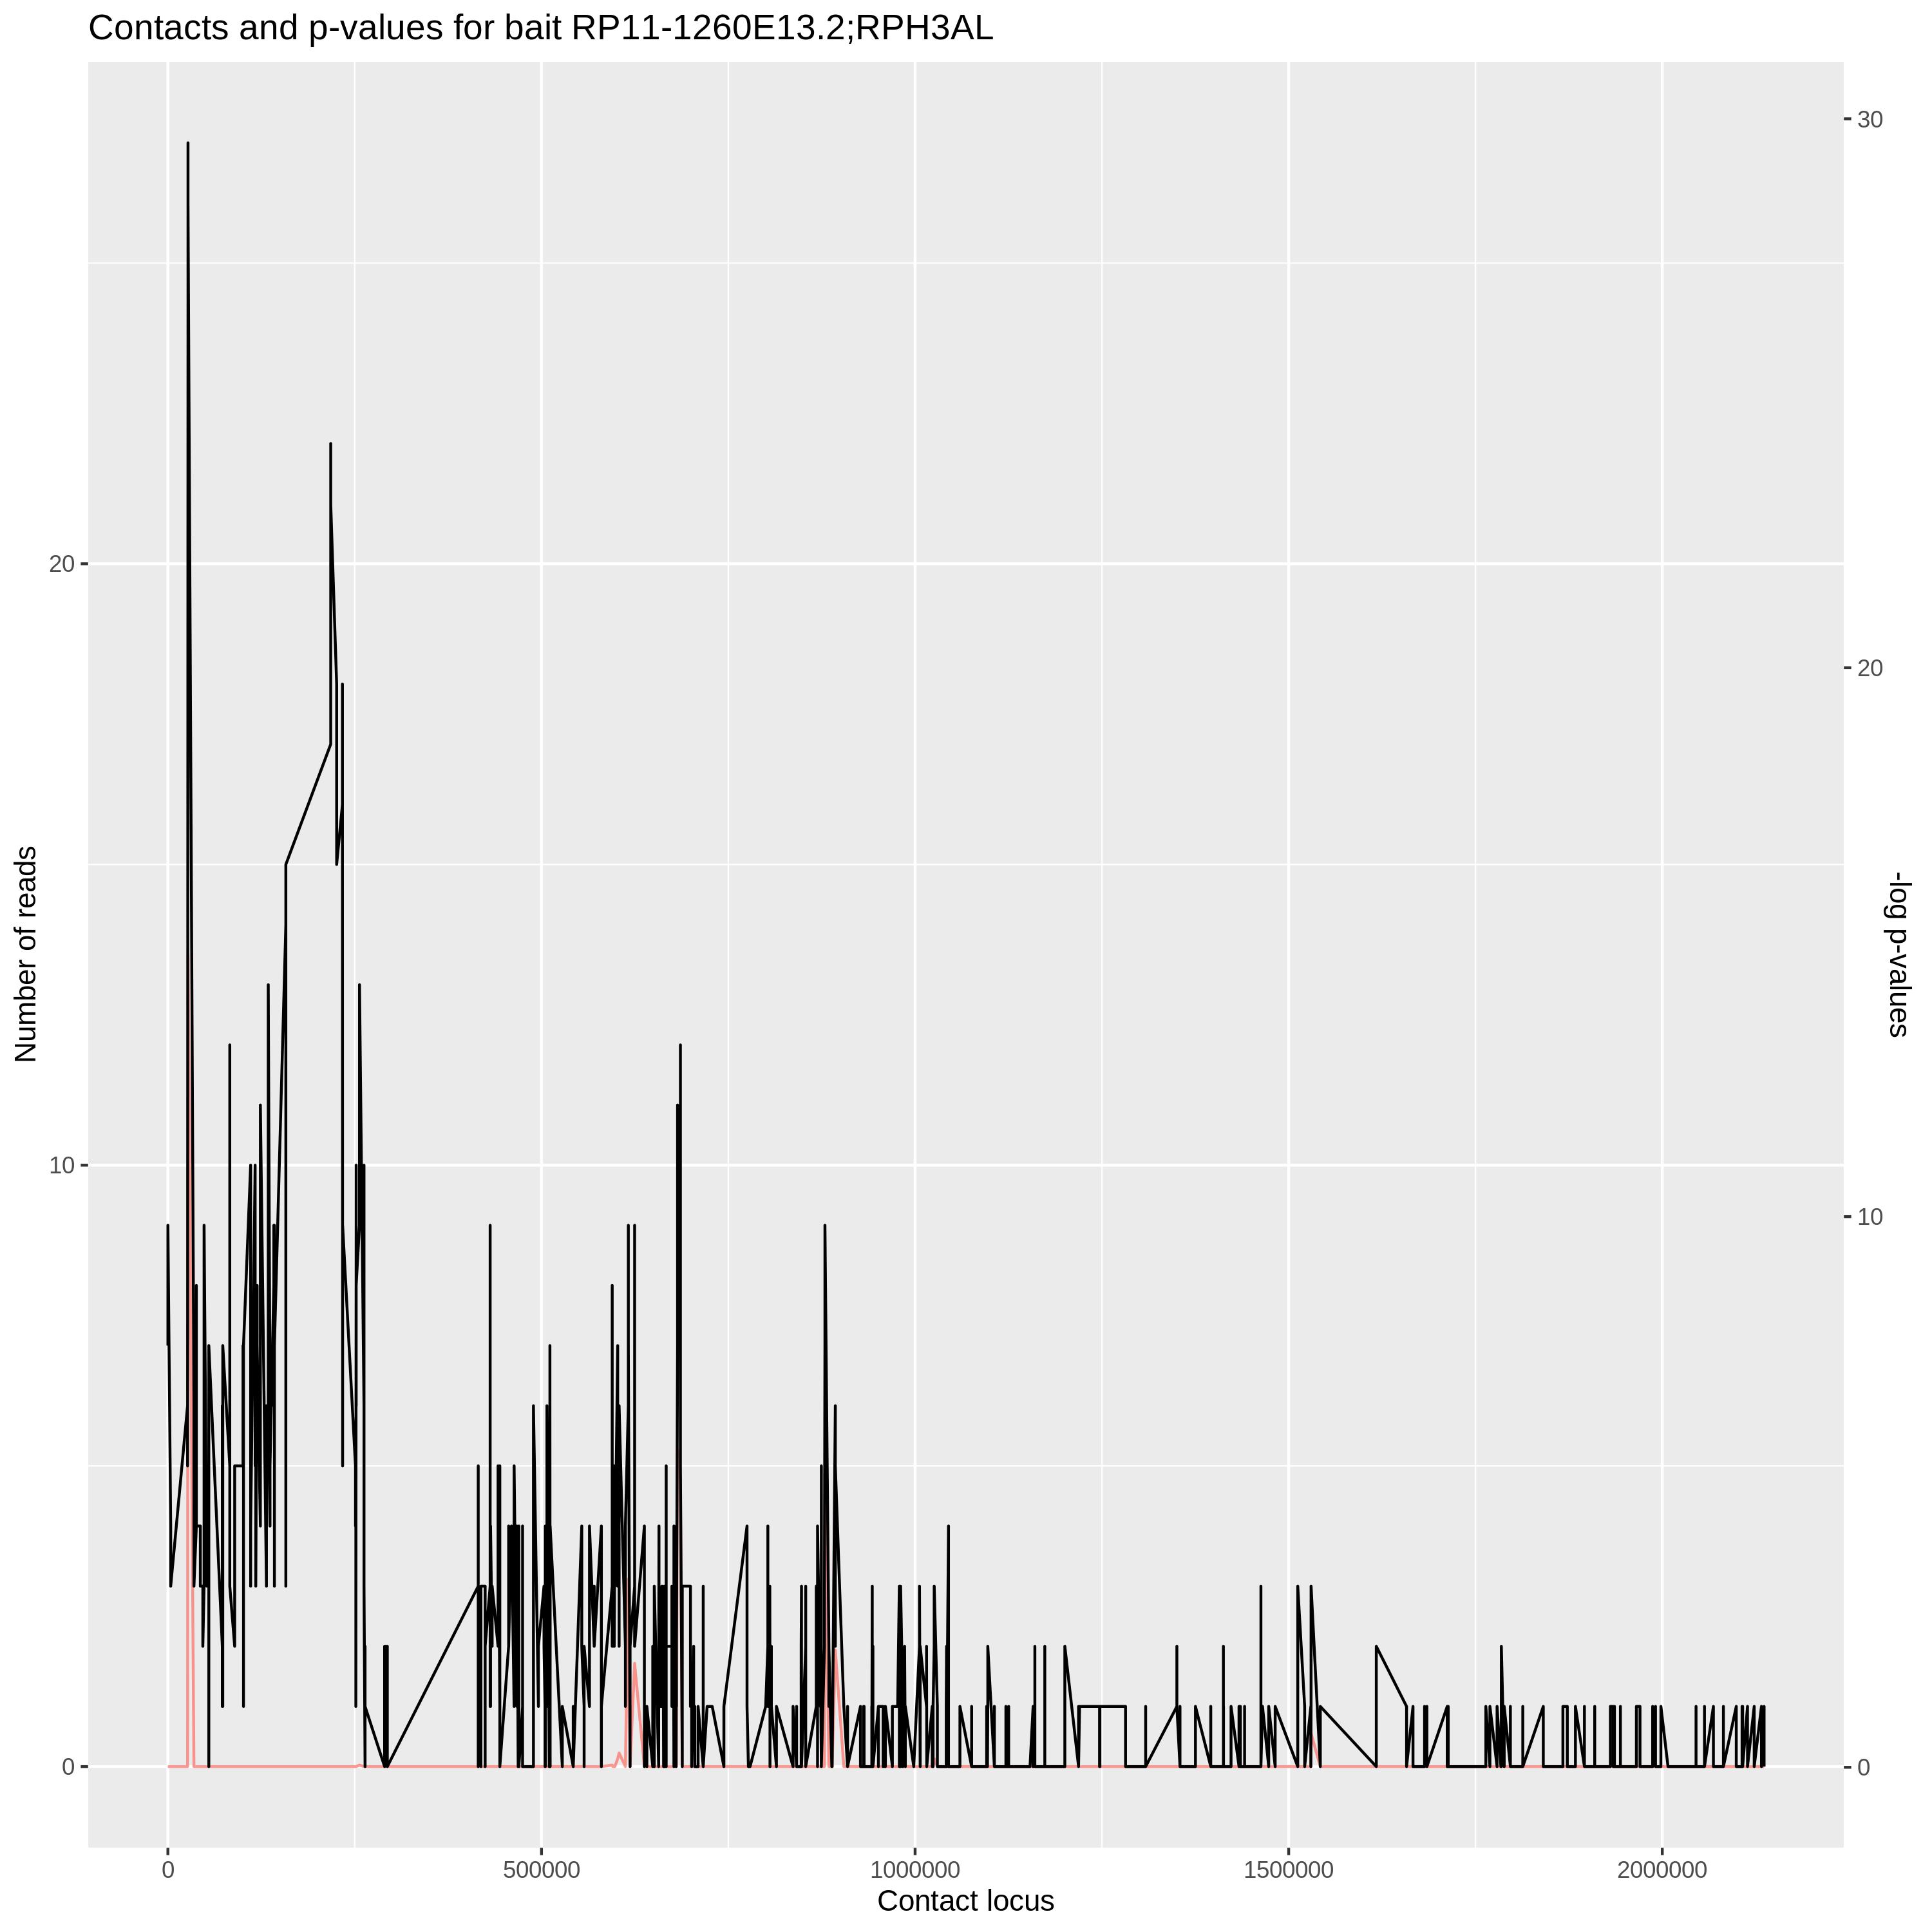 Contacts and p-values for bait RP11-1260E13.2;RPH3AL
30
20
20
Number of reads
-log p-values
10
10
0
0
0 500000 1000000 1500000 2000000
Contact locus